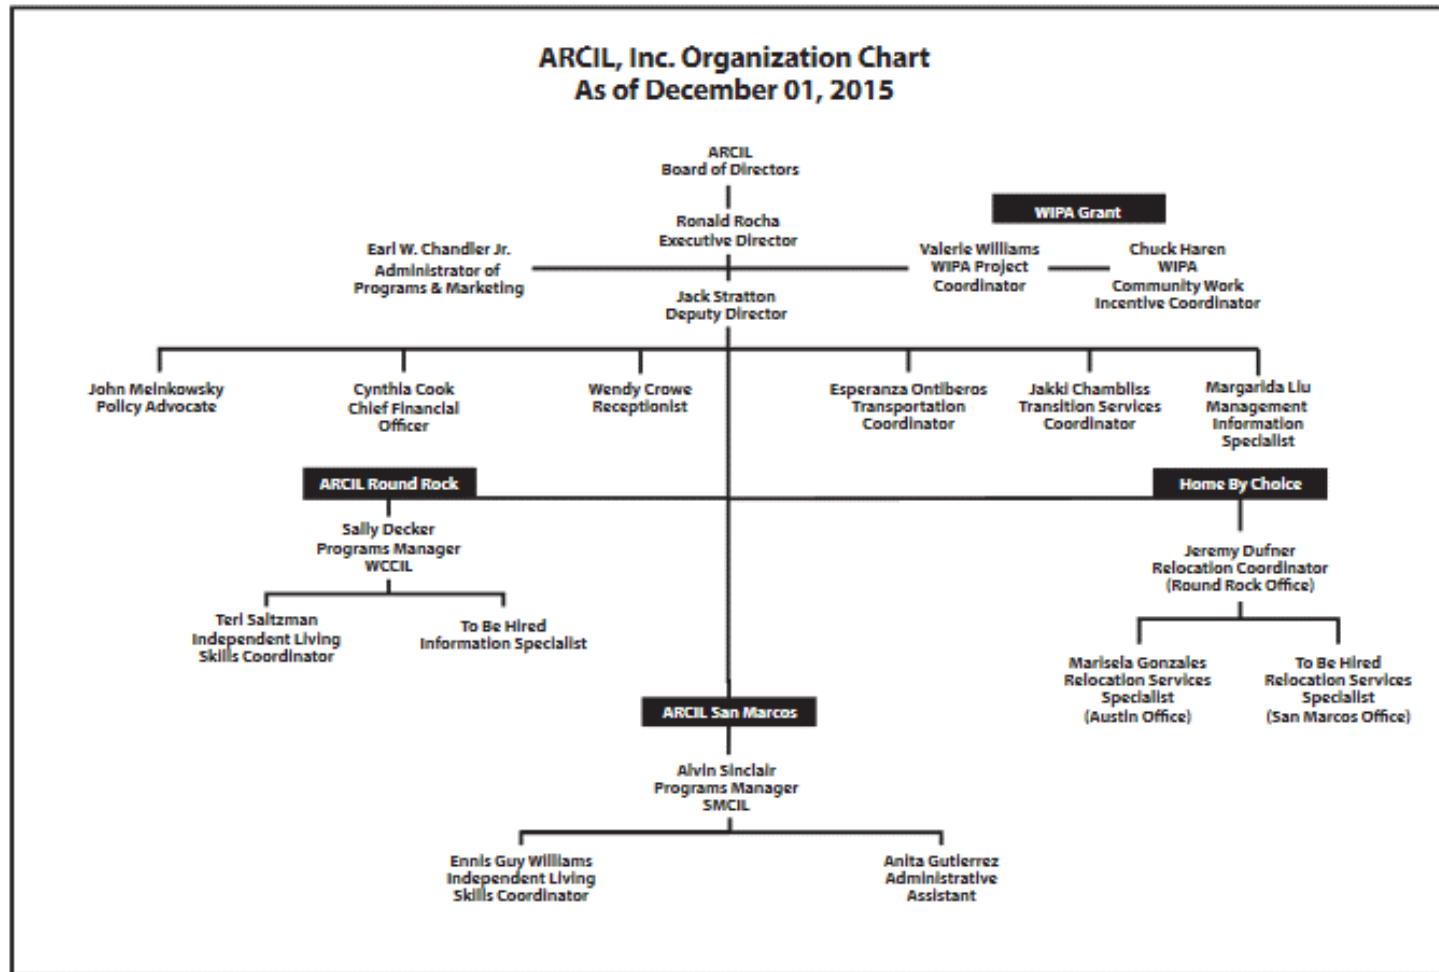 ARCIL, Inc. Organization Chart
As of December 01, 2015
ARCIL
Board of Directors
Ronald Rocha
Executive Director
WIPA Grant
Earl W. Chandler Jr.
Administrator of
Programs & Marketing
Valerie Williams
WIPA Project
Coordinator
Chuck Haren
WIPA
Community Work
Incentive Coordinator
Jack Stratton
Deputy Director
John Meinkowsky
Policy Advocate
Cynthia Cook
Chief Financial
Officer
Wendy Crowe
Receptionist
Esperanza Ontiberos
Transportation
Coordinator
Jakki Chambliss
Transition Services
Coordinator
Margarida Liu
Management
Information
Specialist
ARCIL Round Rock
Sally Decker
Programs Manager
WCCIL
Teri Saltzman
Independent Living
Skills Coordinator
To Be Hired
Information Specialist
Home By Choice
Jeremy Dufner
Relocation Coordinator
(Round Rock Office)
Marisela Gonzales
Relocation Services
Specialist
(Austin Office)
To Be Hired
Relocation Services
Specialist
(San Marcos Office)
ARCIL San Marcos
Alvin Sinclair
Programs Manager
SMCIL
Ennis Guy Williams
Independent Living
Skills Coordinator
Anita Gutierrez
Administrative
Assistant